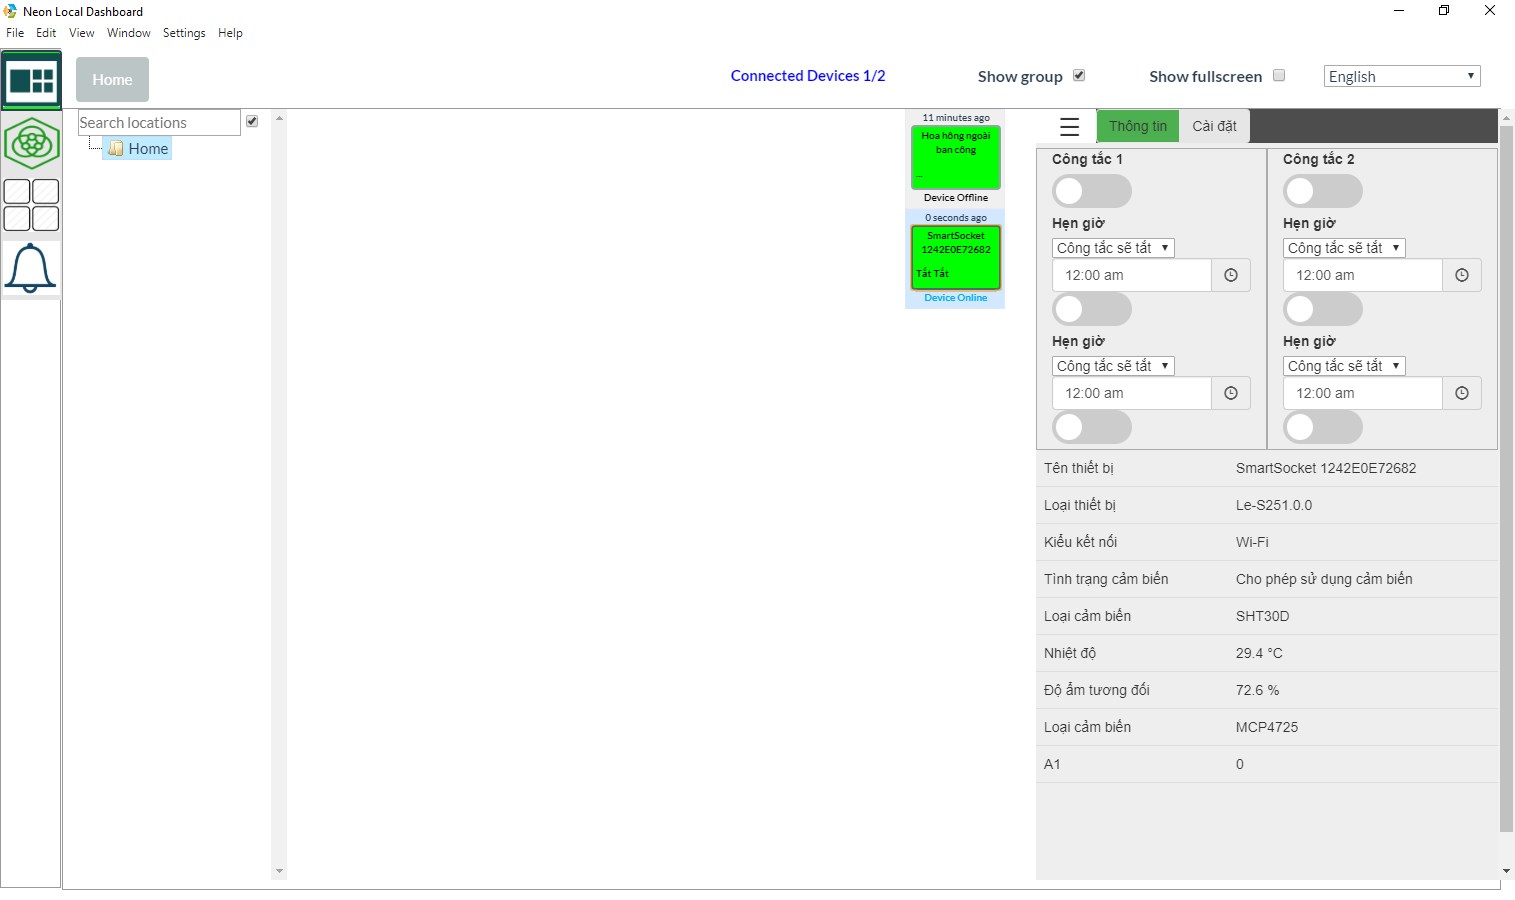 Neon Local Dashboard
File Edit View Window Settings Help
Home
Connected Devices 1/2
Show group
Show fullscreen
English
Search locations
Home
11 minutes ago
Hoa hồng ngoài
ban công
...
Device Offline
0 seconds ago
SmartSocket
1242E0E72682
Tắt Tắt
Device Online
Thông tin
Cài đặt
Công tắc 1
Hẹn giờ
Công tắc sẽ tắt
12:00 am
Hẹn giờ
Công tắc sẽ tắt
12:00 am
Công tắc 2
Hẹn giờ
Công tắc sẽ tắt
12:00 am
Hẹn giờ
Công tắc sẽ tắt
12:00 am
Tên thiết bị SmartSocket 1242E0E72682
Loại thiết bị Le-S251.0.0
Kiểu kết nối Wi-Fi
Tình trạng cảm biến Cho phép sử dụng cảm biến
Loại cảm biến SHT30D
Nhiệt độ 29.4 °C
Độ ẩm tương đối 72.6 %
Loại cảm biến MCP4725
A1 0